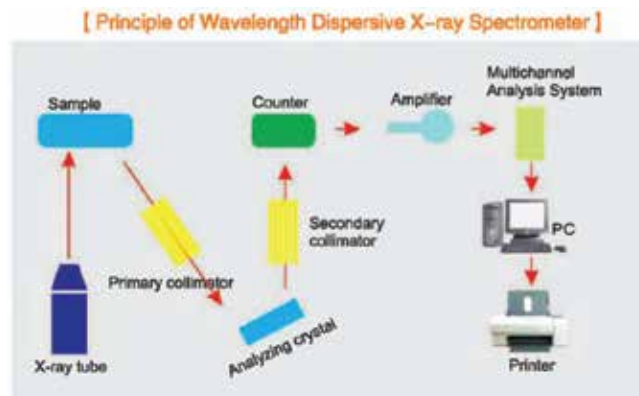 [ Principle of Wavelength Dispersive X-ray Spectrometer ]
Sample
Counter
Amplifier
Multichannel
Analysis System
Primary collimator
Secondary
collimator
PC
X-ray tube
Analyzing crystal
Printer